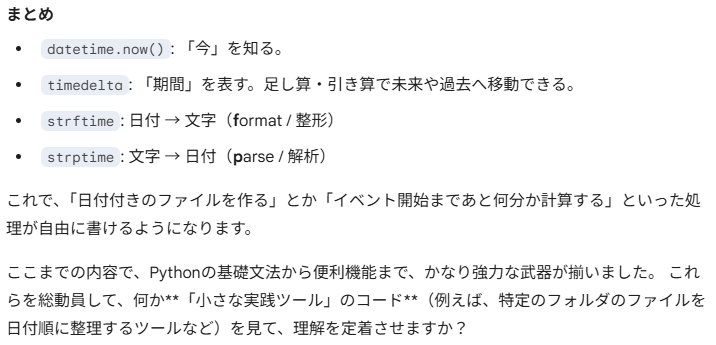 まとめ
• datetime.now() : 「今」を知る。
• timedelta : 「期間」を表す。足し算・引き算で未来や過去へ移動できる。
• strftime : 日付 → 文字（format / 整形）
• strptime : 文字 → 日付（parse / 解析）
これで、「日付付きのファイルを作る」とか「イベント開始まであと何分か計算する」といった処
理が自由に書けるようになります。
ここまでの内容で、Pythonの基礎文法から便利機能まで、かなり強力な武器が揃いました。 これ
らを総動員して、何か**「小さな実践ツール」のコード**（例えば、特定のフォルダのファイルを
日付順に整理するツールなど）を見て、理解を定着させますか？